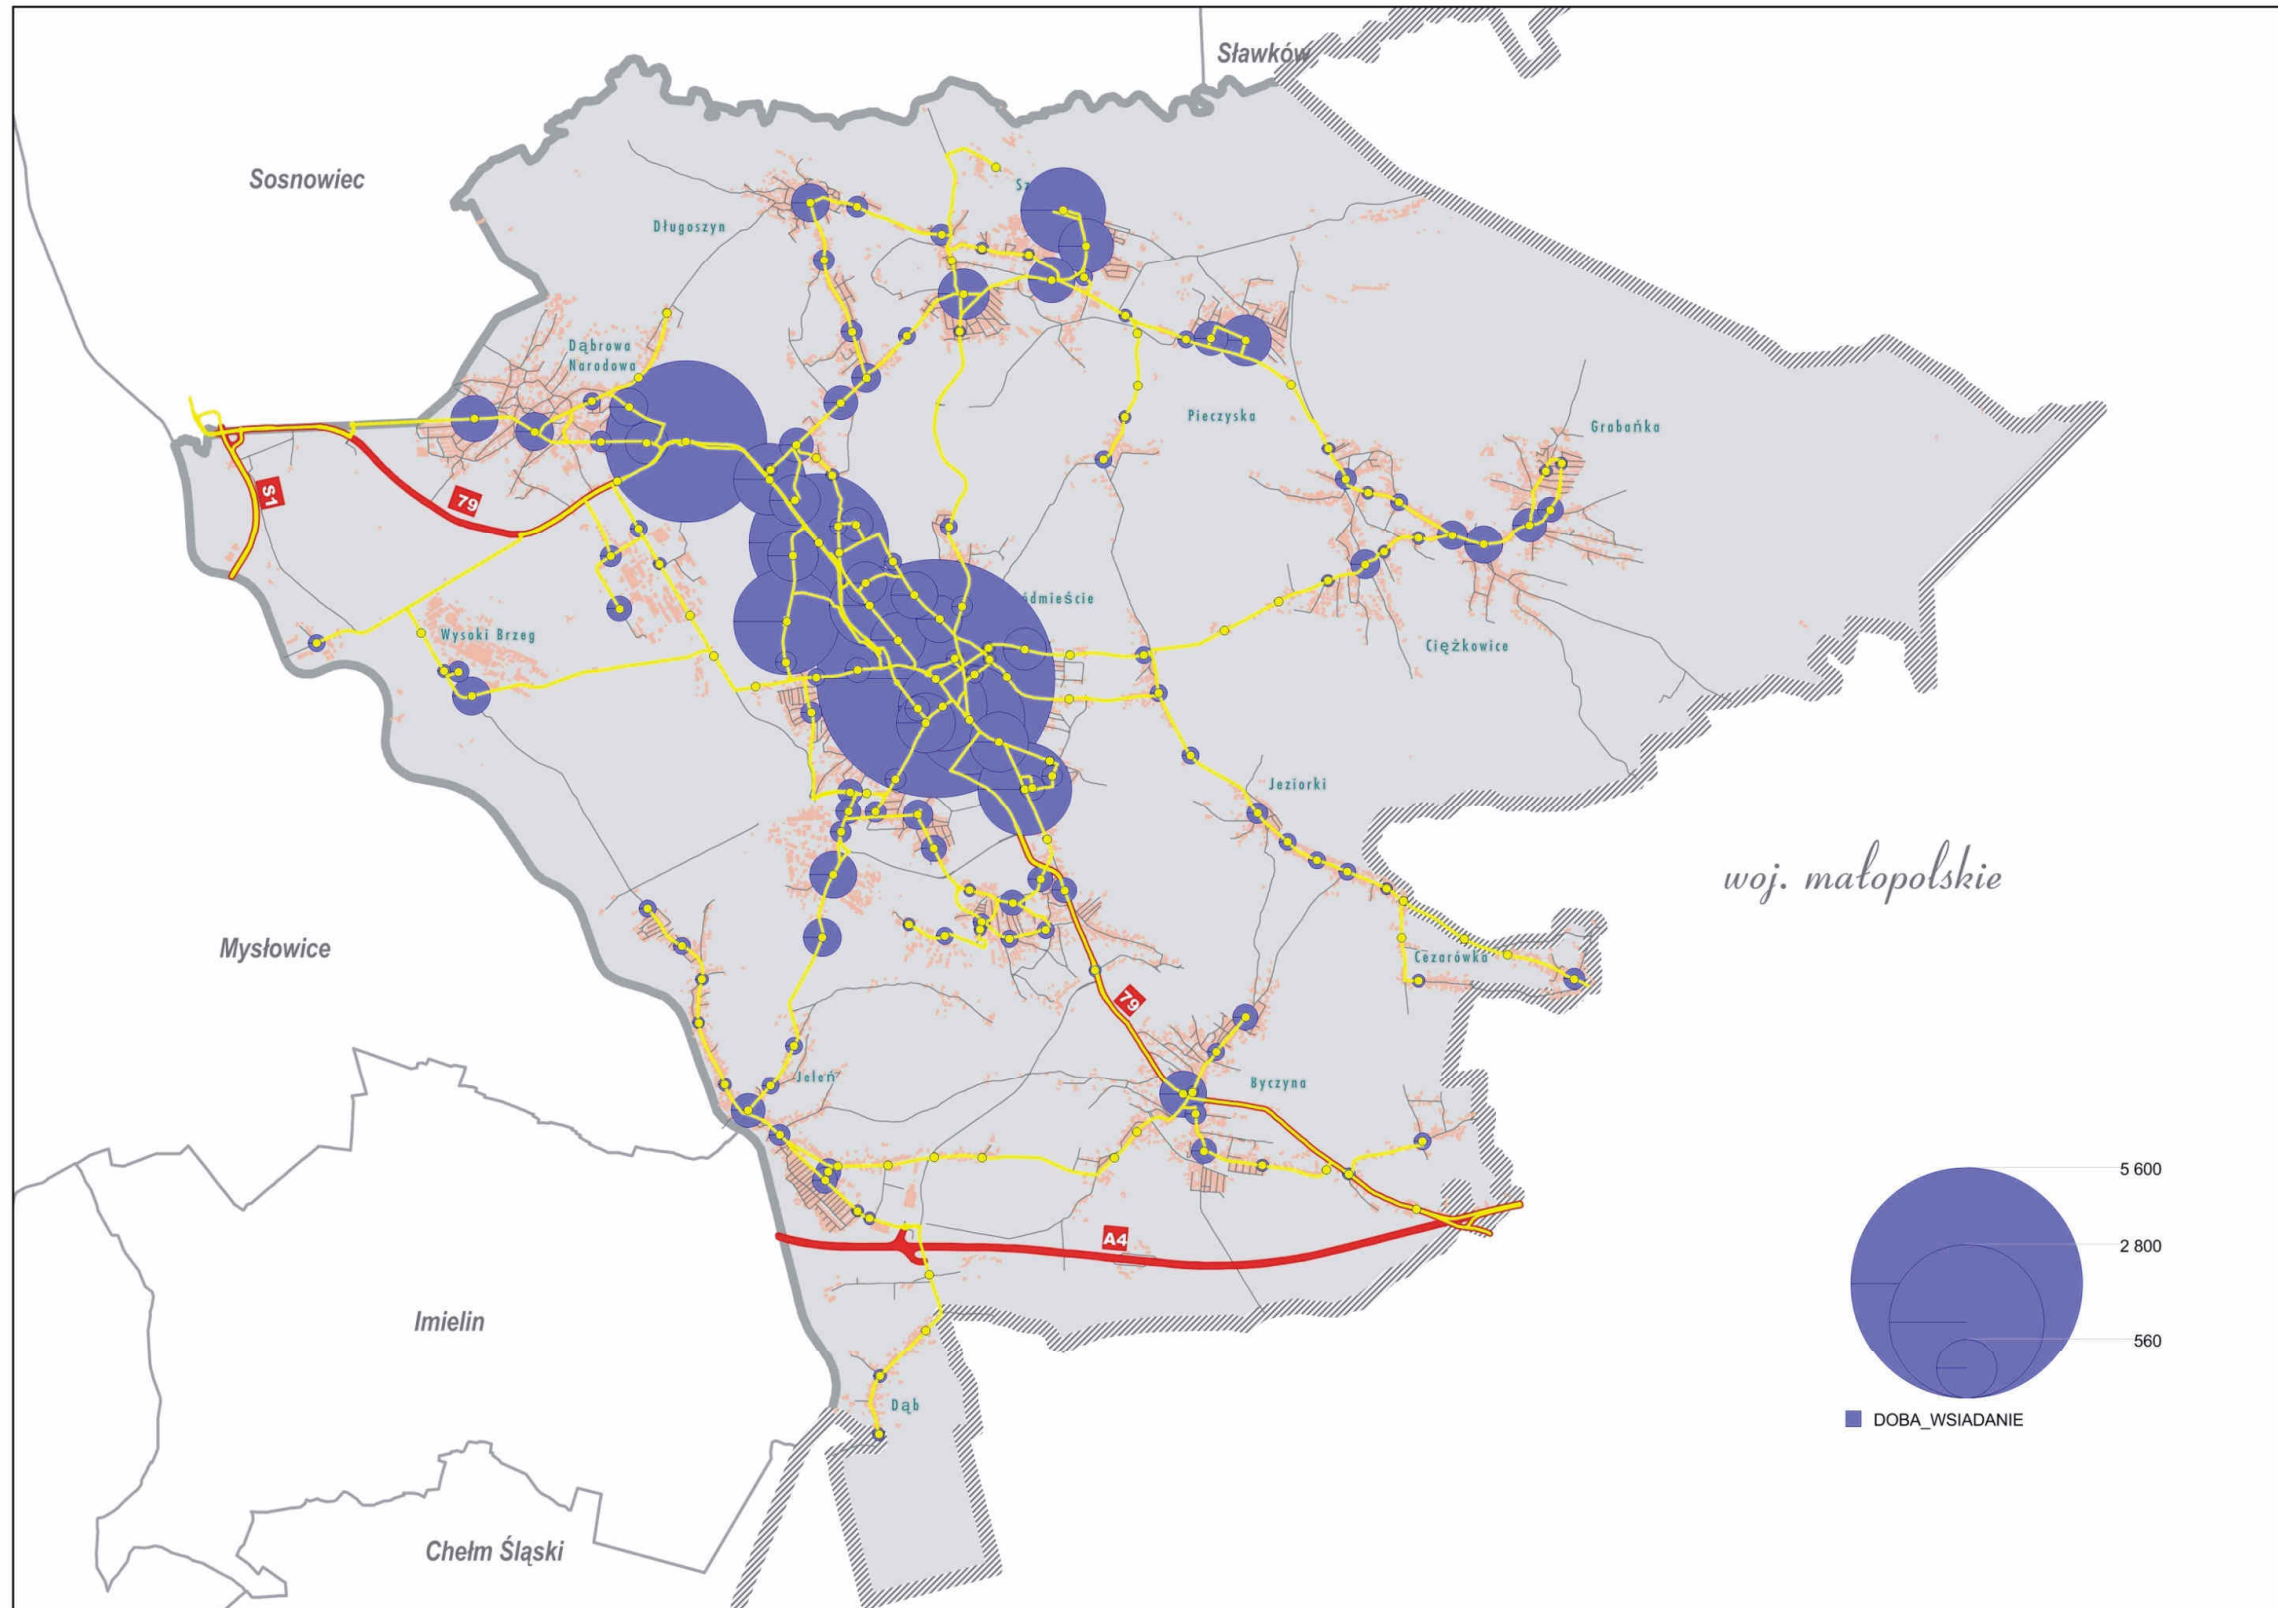 Sławków
Sosnowiec
Długoszyn
Dąbrowa
Narodowa
Pieczyska
Grabańka
S1
79
Wysoki Brzeg
Ciężkowice
Jeziorki
woj. małopolskie
Mysłowice
Cezarówka
79
Jeleń
Byczyna
5 600
A4
2 800
Imielin
560
Dąb
DOBA_WSIADANIE
Chełm Śląski